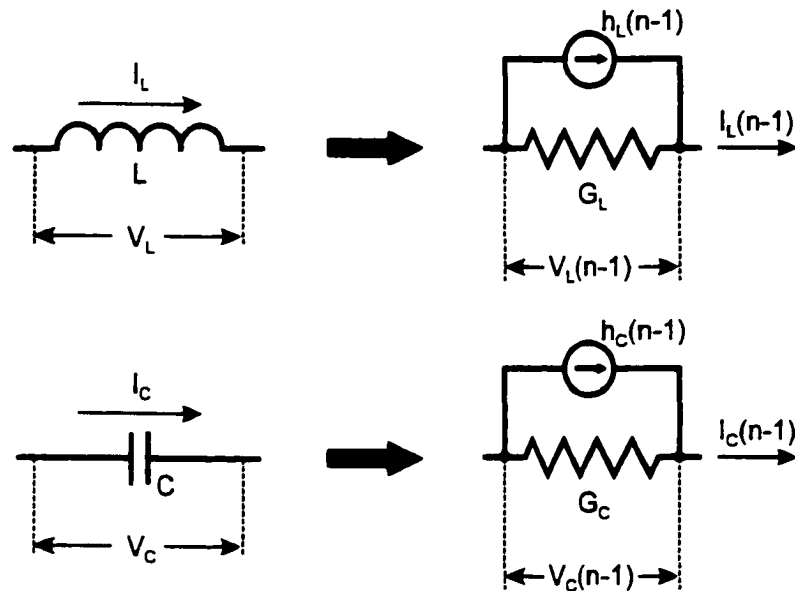 h_L(n-1)
I_L
L
V_L
I_L(n-1)
G_L
V_L(n-1)
h_C(n-1)
I_C
C
V_C
I_C(n-1)
G_C
V_C(n-1)